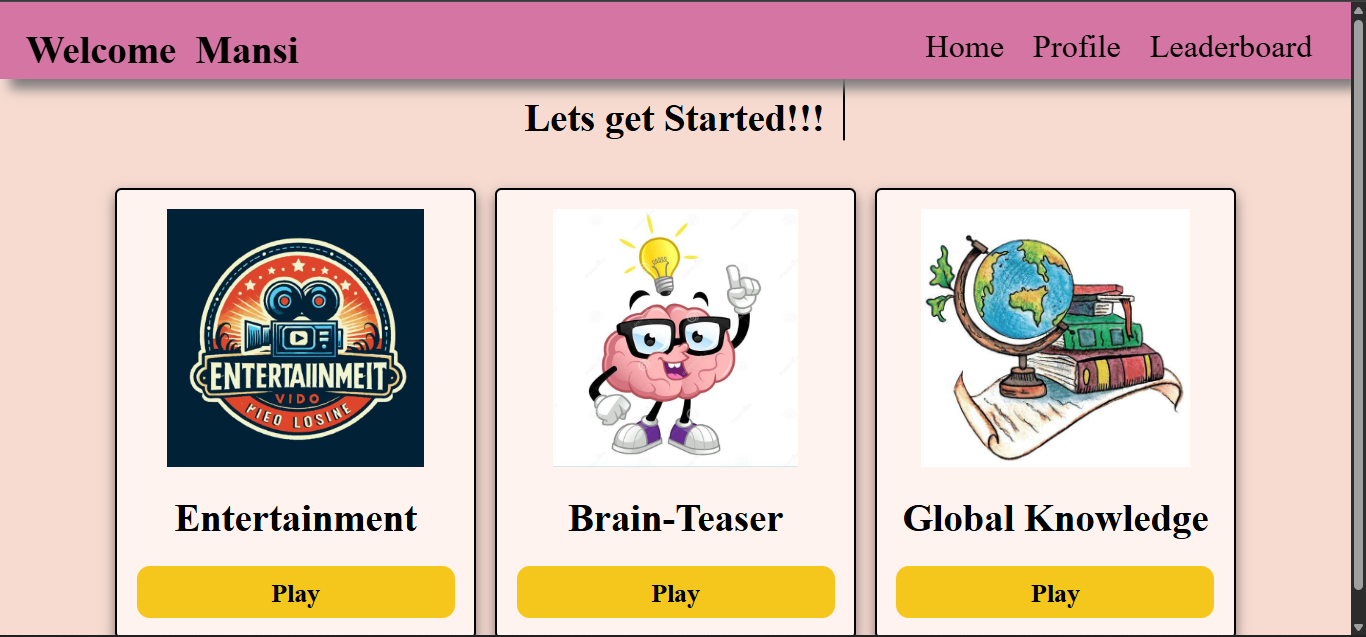 Welcome Mansi
Home Profile Leaderboard
Lets get Started!!!
ENTERTAIINMEIT
VIDO
PIEO LOSINE
Entertainment
Brain-Teaser
Global Knowledge
Play
Play
Play